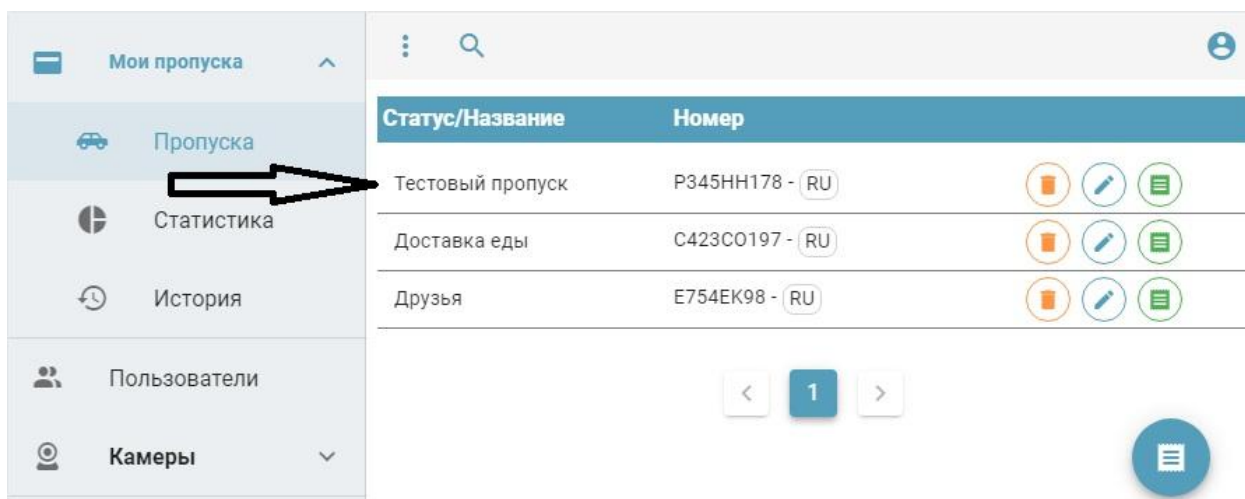 Мои пропуска
Пропуска
Статистика
История
Пользователи
Камеры
Статус/Название Номер
Тестовый пропуск P345HH178 - RU
Доставка еды C423CO197 - RU
Друзья E754EK98 - RU
< 1 >